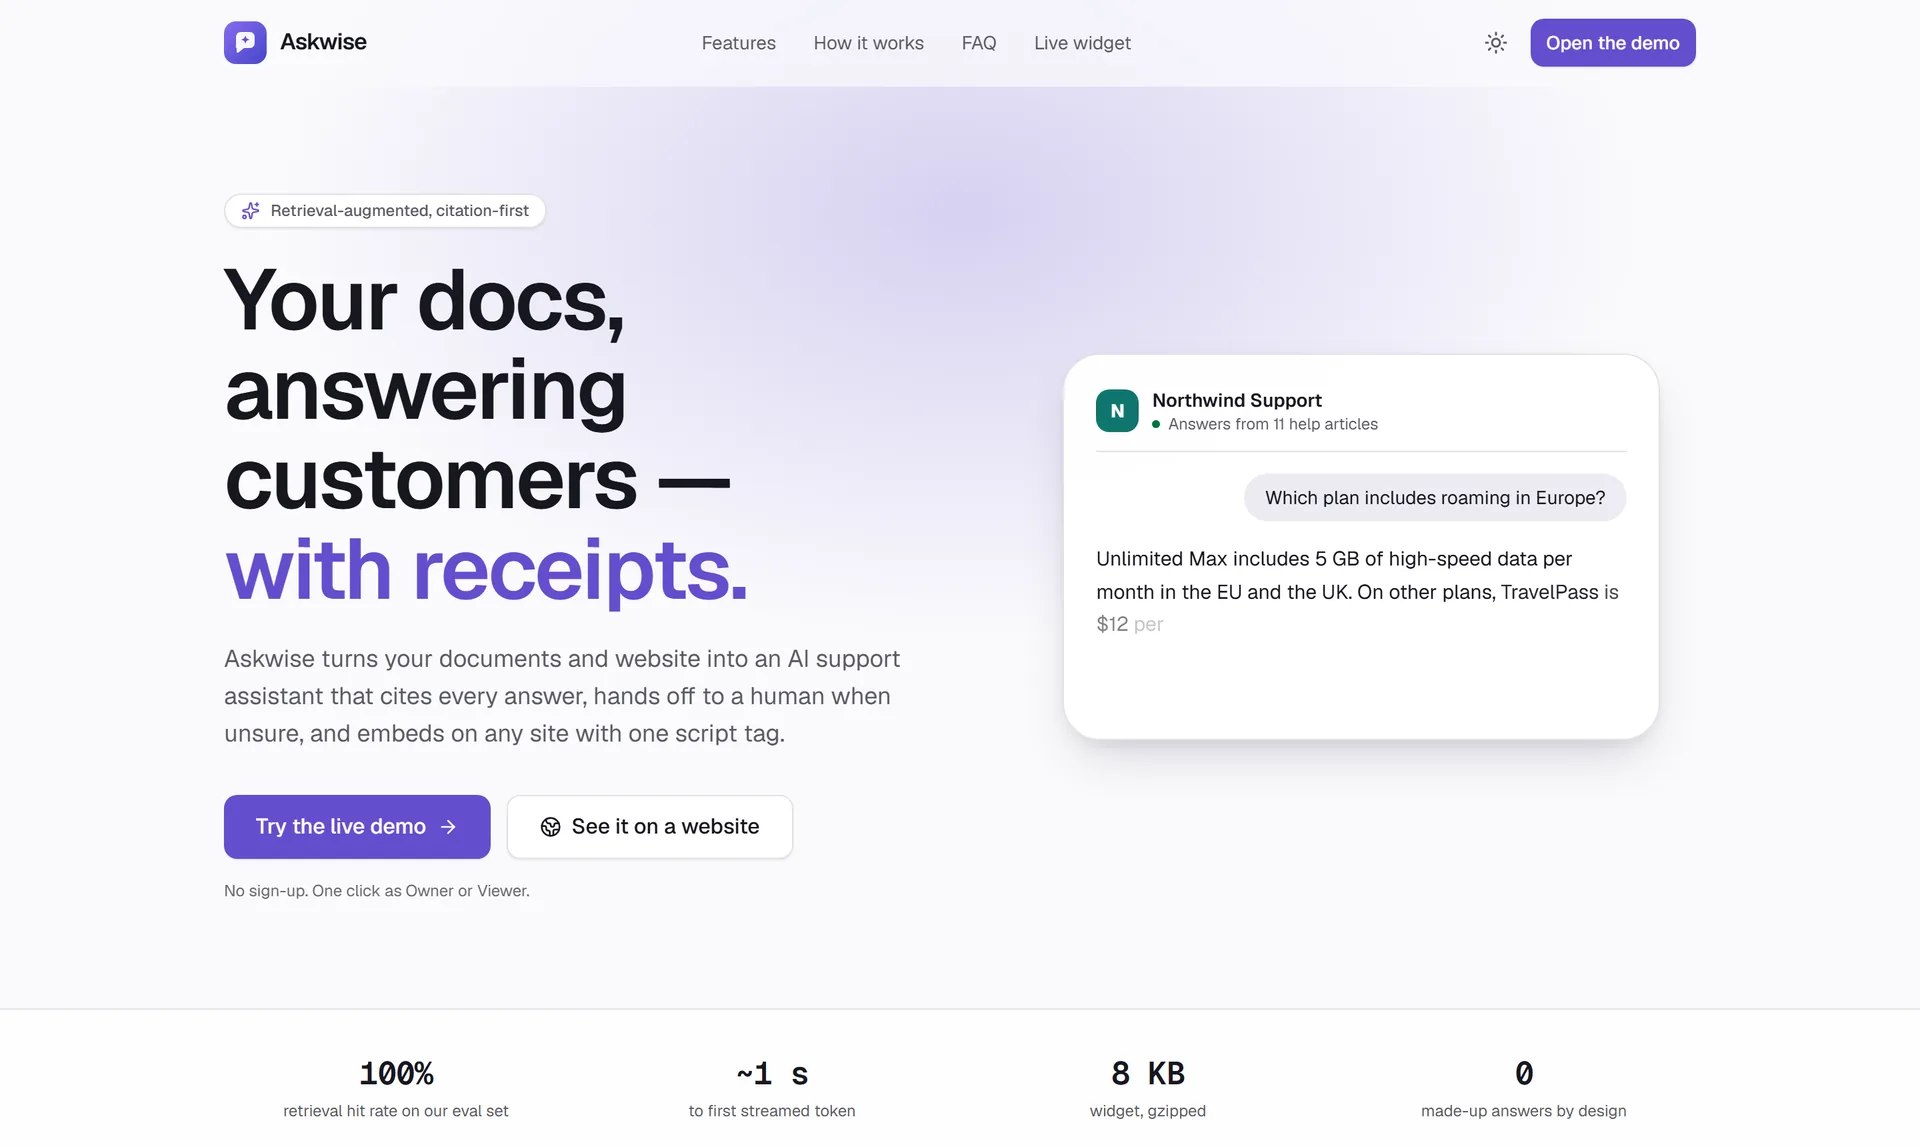 Askwise
Features
How it works
FAQ
Live widget
Open the demo
Retrieval-augmented, citation-first
Your docs,
answering
customers —
with receipts.
Askwise turns your documents and website into an AI support
assistant that cites every answer, hands off to a human when
unsure, and embeds on any site with one script tag.
Try the live demo
See it on a website
No sign-up. One click as Owner or Viewer.
N
Northwind Support
Answers from 11 help articles
Which plan includes roaming in Europe?
Unlimited Max includes 5 GB of high-speed data per
month in the EU and the UK. On other plans, TravelPass is
$12 per
100%
retrieval hit rate on our eval set
~1 s
to first streamed token
8 KB
widget, gzipped
0
made-up answers by design